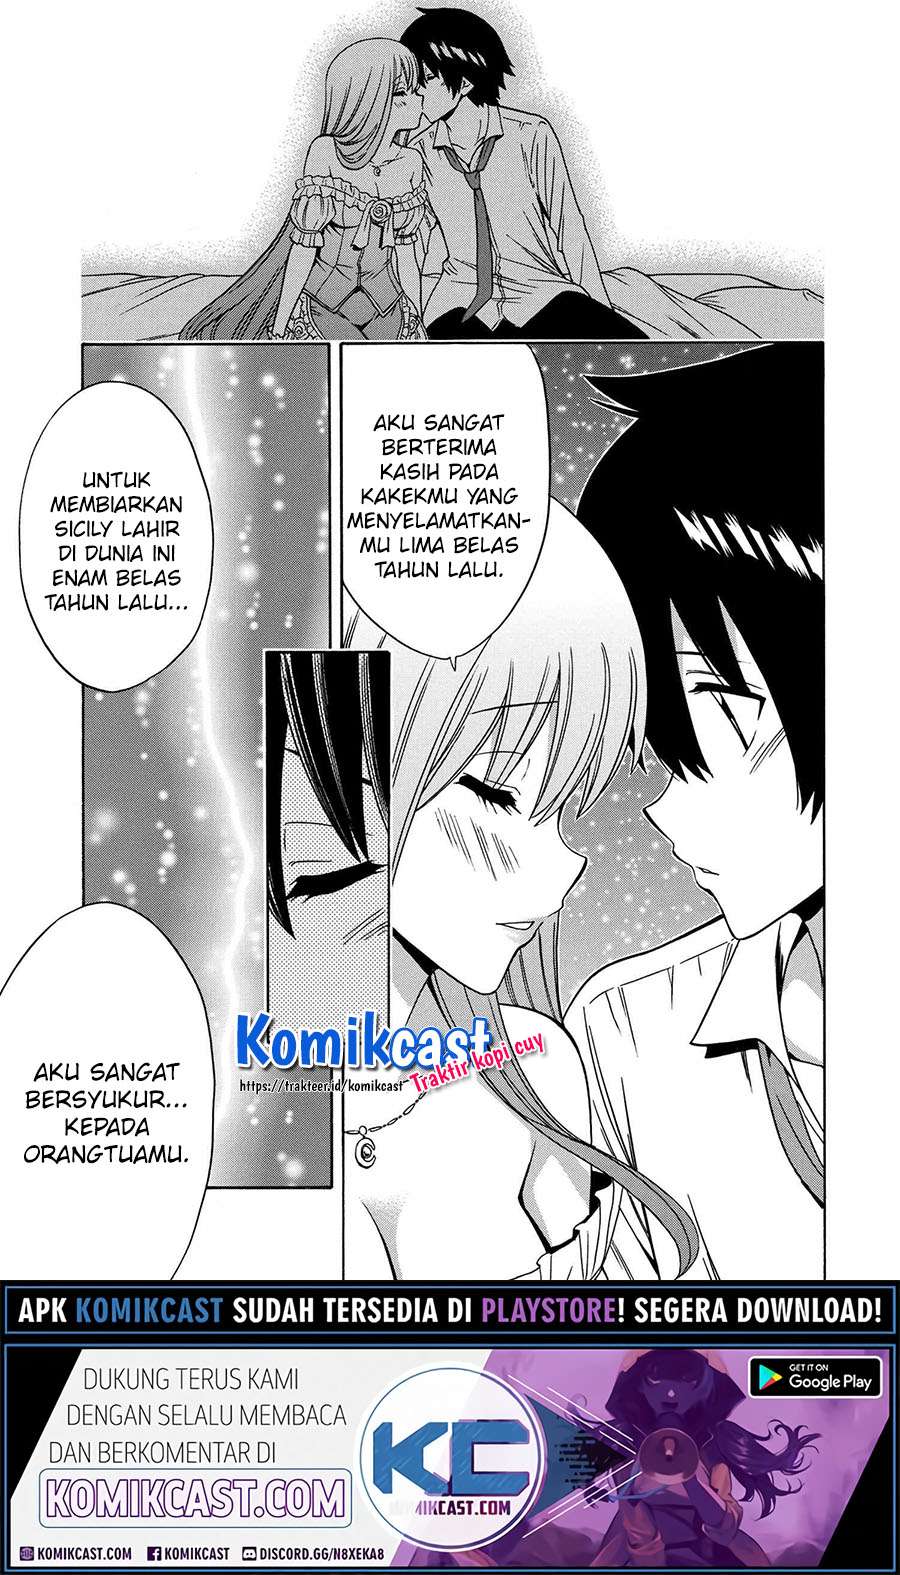 AKU SANGAT
BERTERIMA
KASIH PADA
KAKEKMU YANG
MENYELAMATKAN-
MU LIMA BELAS
TAHUN LALU.
UNTUK
MEMBIARKAN
SICILY LAHIR
DI DUNIA INI
ENAM BELAS
TAHUN LALU...
AKU SANGAT
BERSYUKUR...
KEPADA
ORANGTUAMU.
Komikcast
https://trakteer.id/komikcast
Traktir kopi cuy
APK KOMIKCAST SUDAH TERSEDIA DI PLAYSTORE! SEGERA DOWNLOAD!
DUKUNG TERUS KAMI
DENGAN SELALU MEMBACA
DAN BERKOMENTAR DI
KOMIKCAST.COM
KC
GET IT ON
Google Play
KOMIKCAST.COM KOMIKCAST DISCORD.GG/N8XEKA8